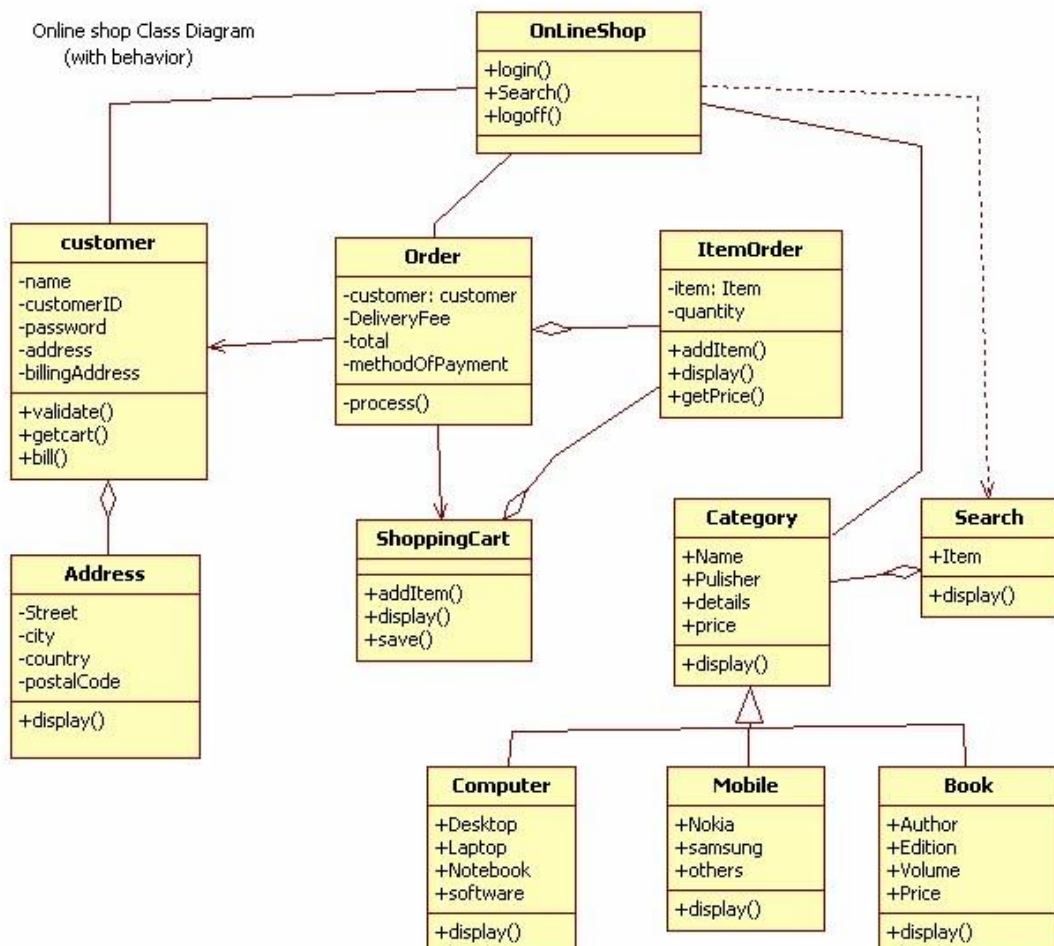 Online shop Class Diagram
(with behavior)
OnLineShop
+login()
+Search()
+logoff()
customer
-name
-customerID
-password
-address
-billingAddress
+validate()
+getcart()
+bill()
Order
-customer: customer
-DeliveryFee
-total
-methodOfPayment
-process()
ItemOrder
-item: Item
-quantity
+addItem()
+display()
+getPrice()
Address
-Street
-city
-country
-postalCode
+display()
ShoppingCart
+addItem()
+display()
+save()
Category
+Name
+Pulisher
+details
+price
+display()
Search
+Item
+display()
Computer
+Desktop
+Laptop
+Notebook
+software
+display()
Mobile
+Nokia
+samsung
+others
+display()
Book
+Author
+Edition
+Volume
+Price
+display()